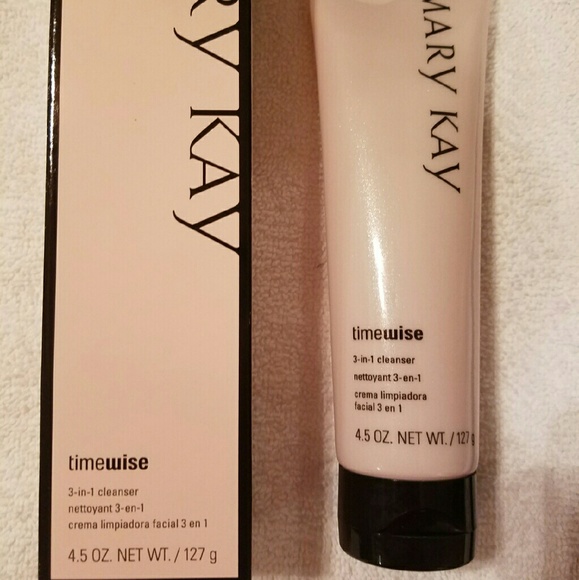 RY KAY
timewise
3-in-1 cleanser
nettoyant 3-en-1
crema limpiadora facial 3 en 1
4.5 OZ. NET WT. / 127 g
MARY KAY
timewise
3-in-1 cleanser
nettoyant 3-en-1
crema limpiadora
facial 3 en 1
4.5 OZ. NET WT. / 127 g